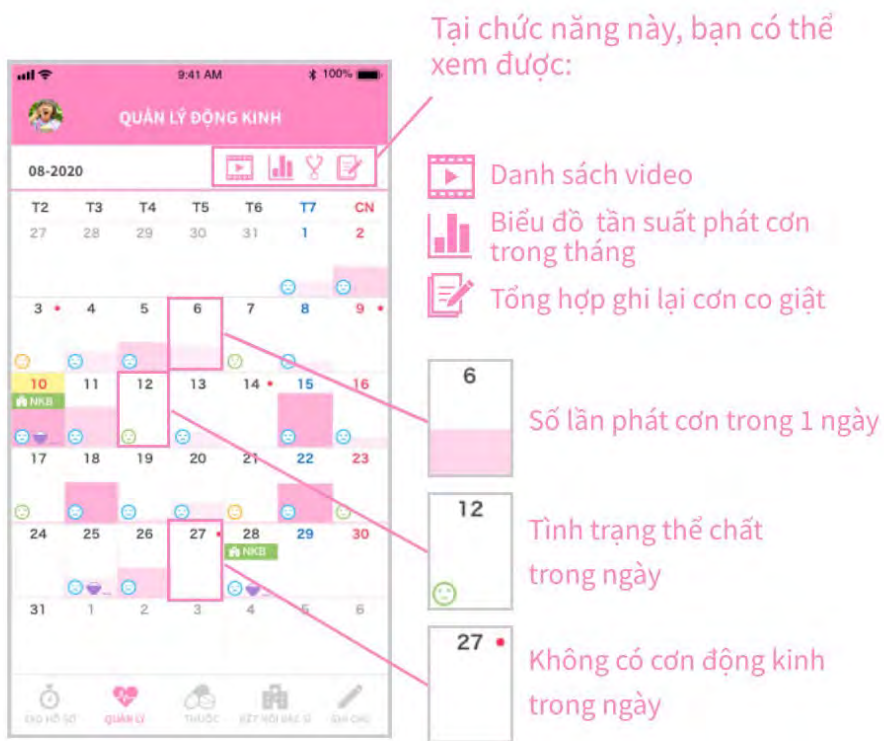 Tại chức năng này, bạn có thể
xem được:
9:41 AM
100%
QUẢN LÝ ĐỘNG KINH
08-2020
T2 T3 T4 T5 T6 T7 CN
27 28 29 30 31 1 2
3 4 5 6 7 8 9
10 11 12 13 14 15 16
NKB
17 18 19 20 21 22 23
24 25 26 27 28 29 30
NKB
31 1 2 3 4 5 6
QUẢN LÝ
THUỐC
KẾT NỐI BÁC SĨ
GHI CHÚ
Danh sách video
Biểu đồ tần suất phát cơn
trong tháng
Tổng hợp ghi lại cơn co giật
6
Số lần phát cơn trong 1 ngày
12
Tình trạng thể chất
trong ngày
27
Không có cơn động kinh
trong ngày